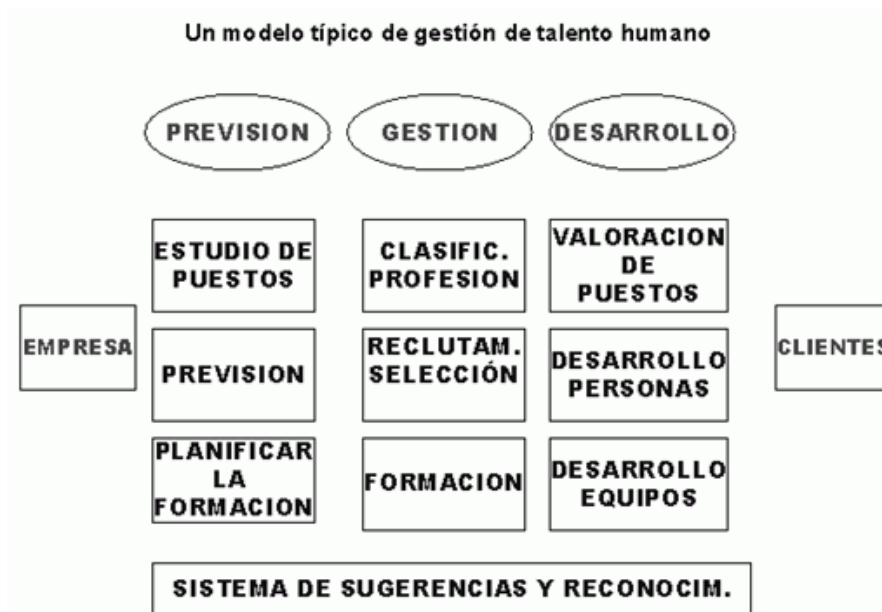 Un modelo típico de gestión de talento humano
PREVISION
GESTION
DESARROLLO
ESTUDIO DE
PUESTOS
CLASIFIC.
PROFESION
VALORACION
DE
PUESTOS
EMPRESA
PREVISION
RECLUTAM.
SELECCIÓN
DESARROLLO
PERSONAS
CLIENTES
PLANIFICAR
LA
FORMACION
FORMACION
DESARROLLO
EQUIPOS
SISTEMA DE SUGERENCIAS Y RECONOCIM.